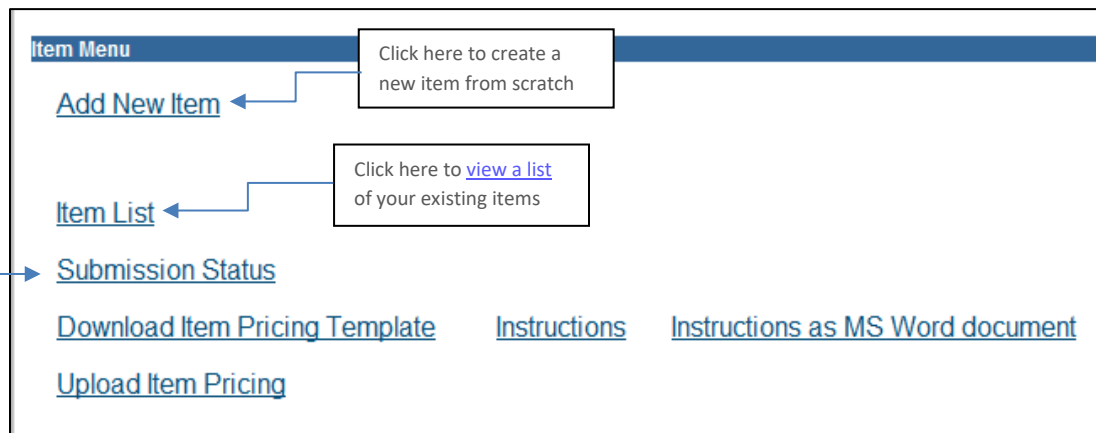 Item Menu
Click here to create a
new item from scratch
Add New Item
Click here to view a list
of your existing items
Item List
Submission Status
Download Item Pricing Template Instructions Instructions as MS Word document
Upload Item Pricing